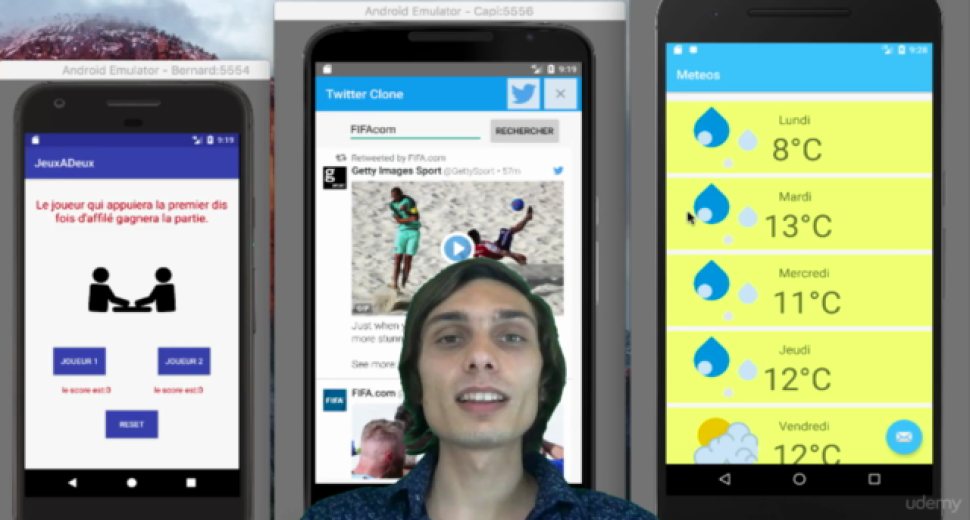 Android Emulator - Capi:5556
Android Emulator - Bernard:5554
9:19
JeuxADeux
Le joueur qui appuiera la premier dis
fois d'affilé gagnera la partie.
JOUEUR 1
JOUEUR 2
le score est:0
le score est:0
RESET
9:19
Twitter Clone
FIFAcom
RECHERCHER
Retweeted by FIFA.com
Getty Images Sport @GettySport • 57m
GIF
Just when
more stunn
See more
FIFA
FIFA.com
9:28
Meteos
Lundi
8°C
Mardi
13°C
Mercredi
11°C
Jeudi
12°C
Vendredi
12°C
udemy